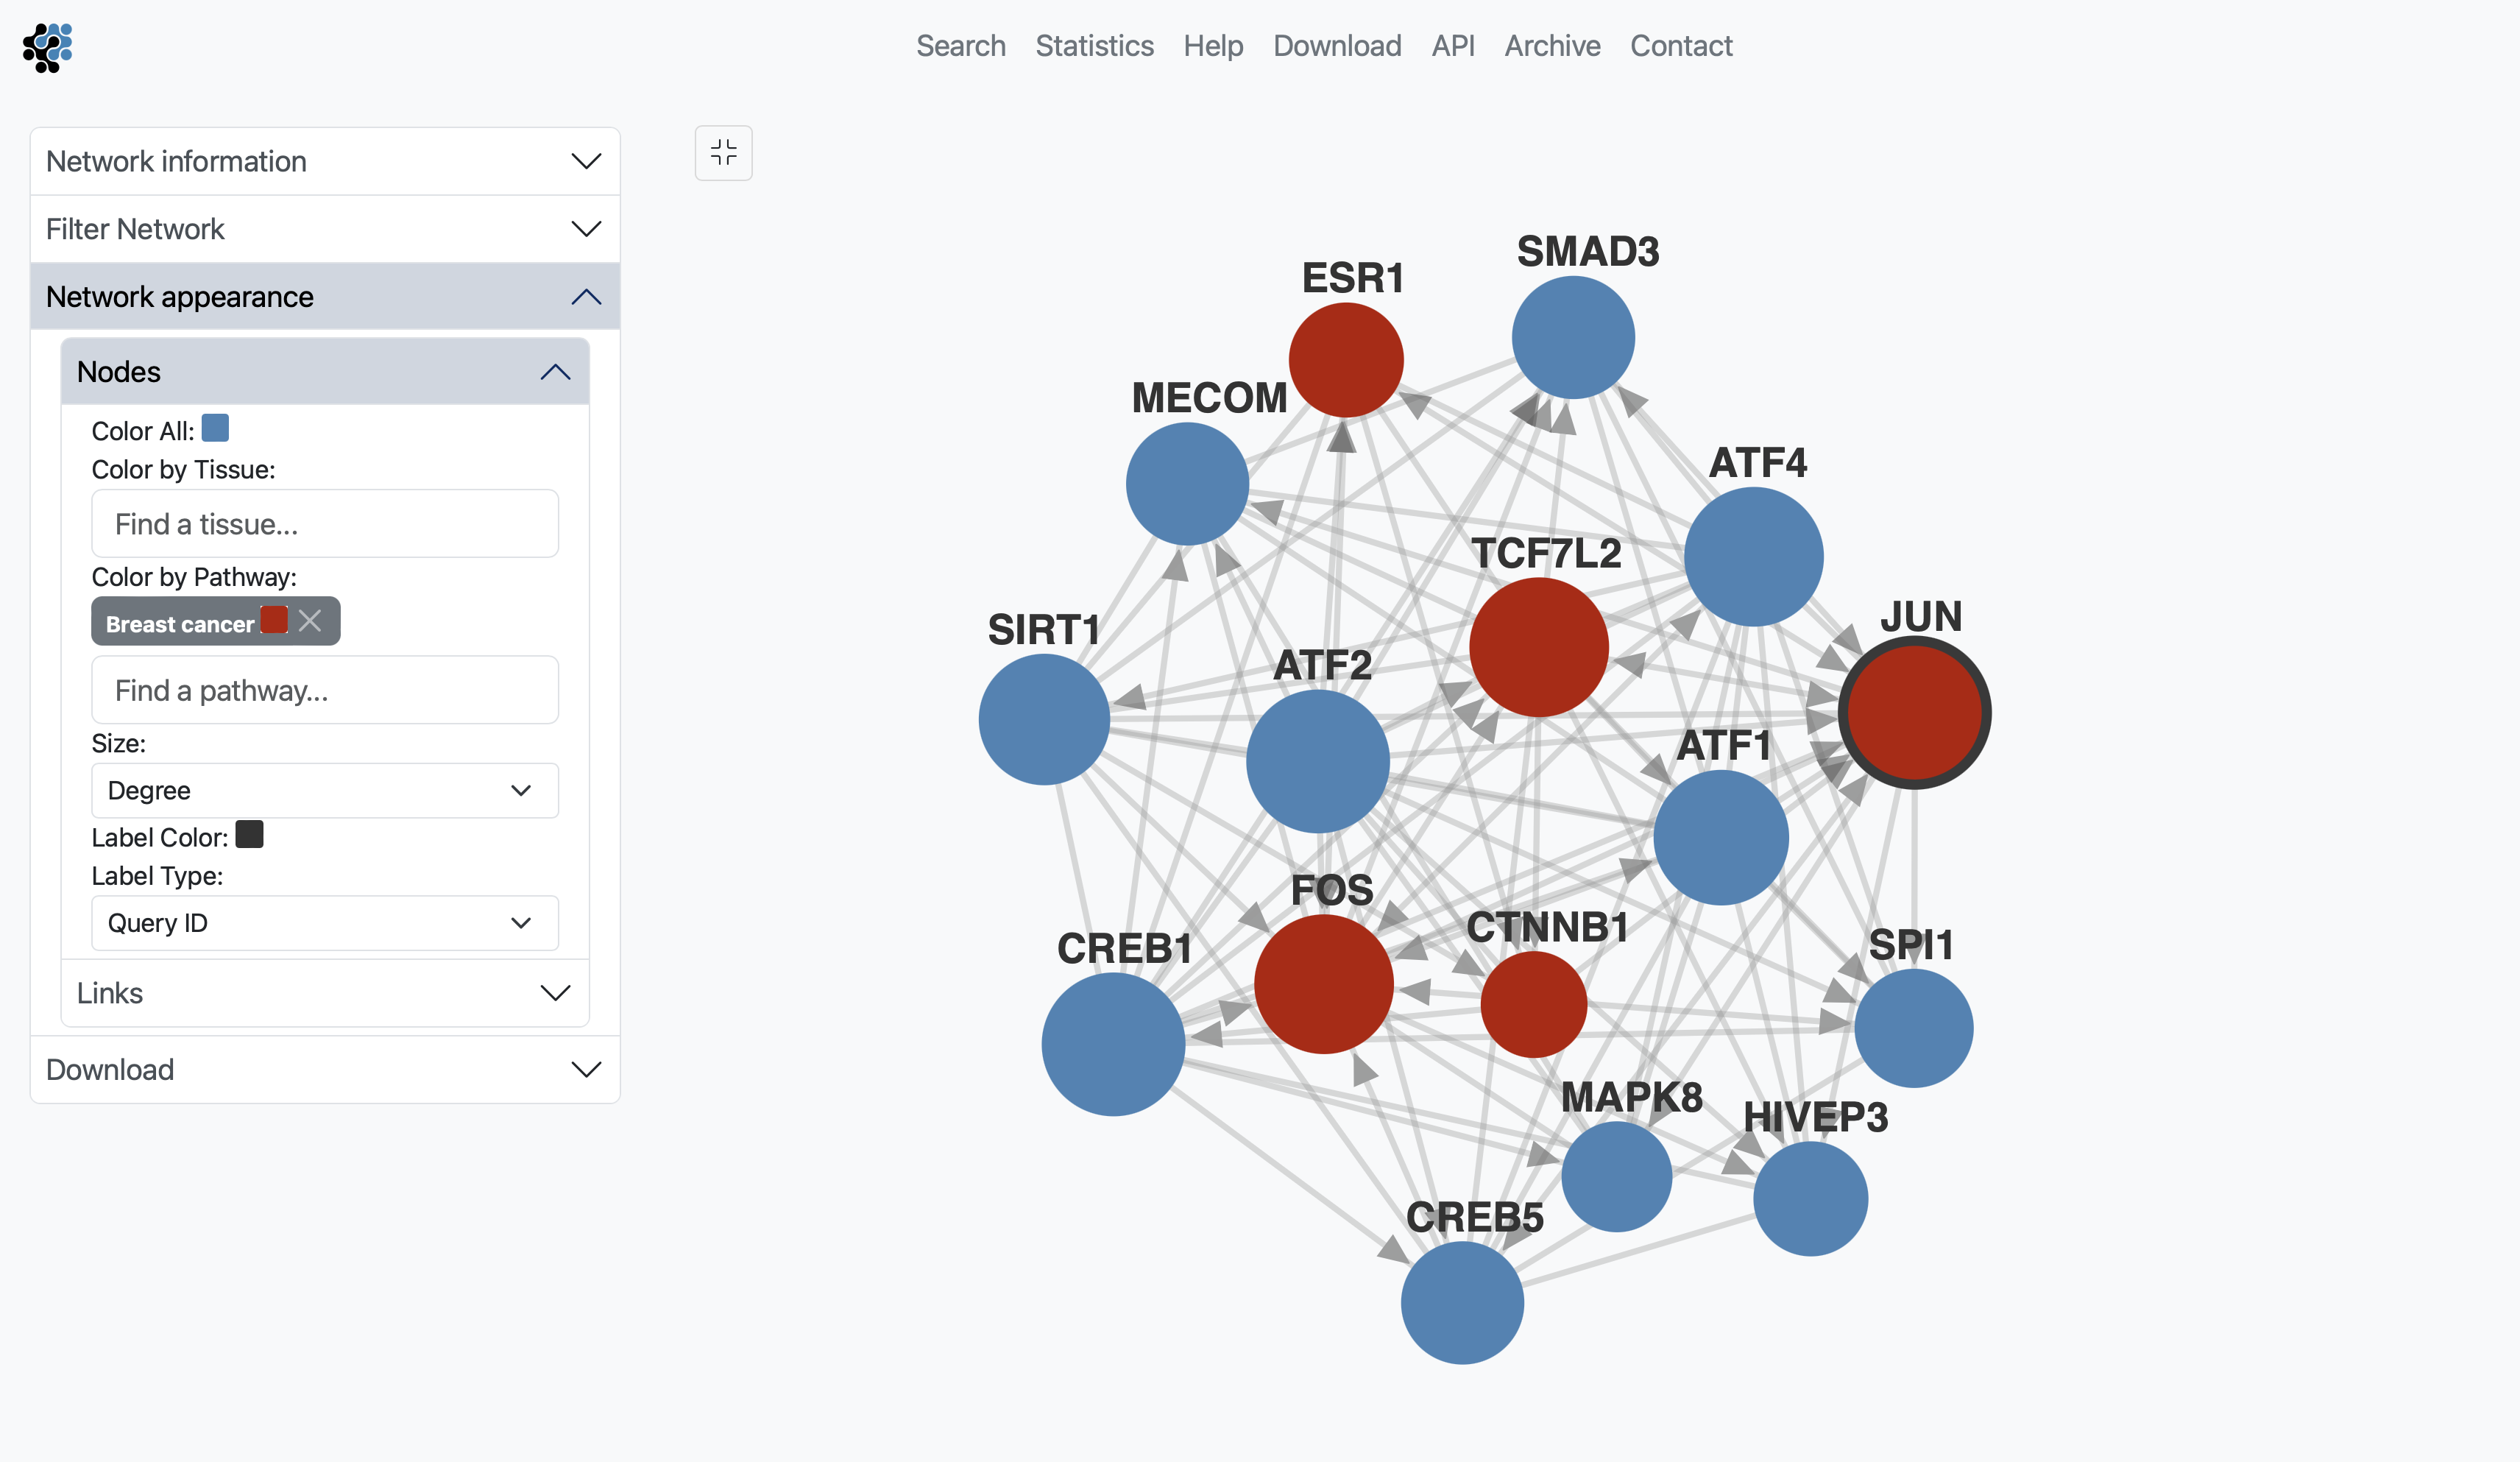 Search Statistics Help Download API Archive Contact
Network information
Filter Network
Network appearance
Nodes
Color All:
Color by Tissue:
Find a tissue...
Color by Pathway:
Breast cancer
Find a pathway...
Size:
Degree
Label Color:
Label Type:
Query ID
Links
Download
SMAD3
ESR1
MECOM
ATF4
TCF7L2
JUN
SIRT1
ATF2
ATF1
FOS
CTNNB1
SPI1
CREB1
MAPK8
HIVEP3
CREB5